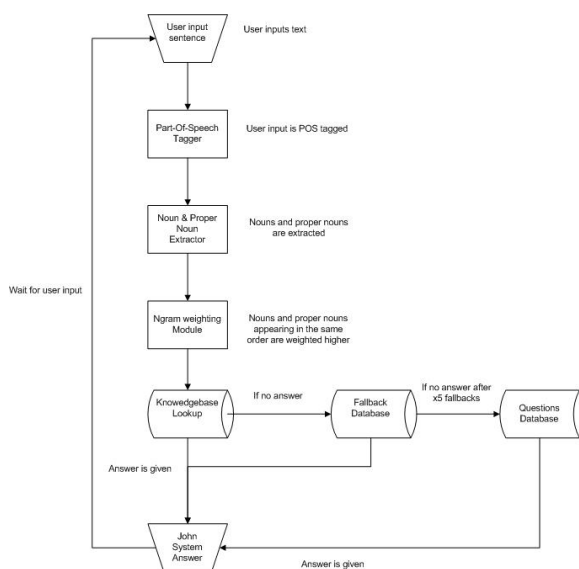 User input
sentence
User inputs text
Part-Of-Speech
Tagger
User input is POS tagged
Noun & Proper
Noun
Extractor
Nouns and proper nouns
are extracted
Wait for user input
Ngram weighting
Module
Nouns and proper nouns
appearing in the same
order are weighted higher
Knowedgebase
Lookup
If no answer
Fallback
Database
If no answer after
x5 fallbacks
Questions
Database
Answer is given
John
System
Answer
Answer is given